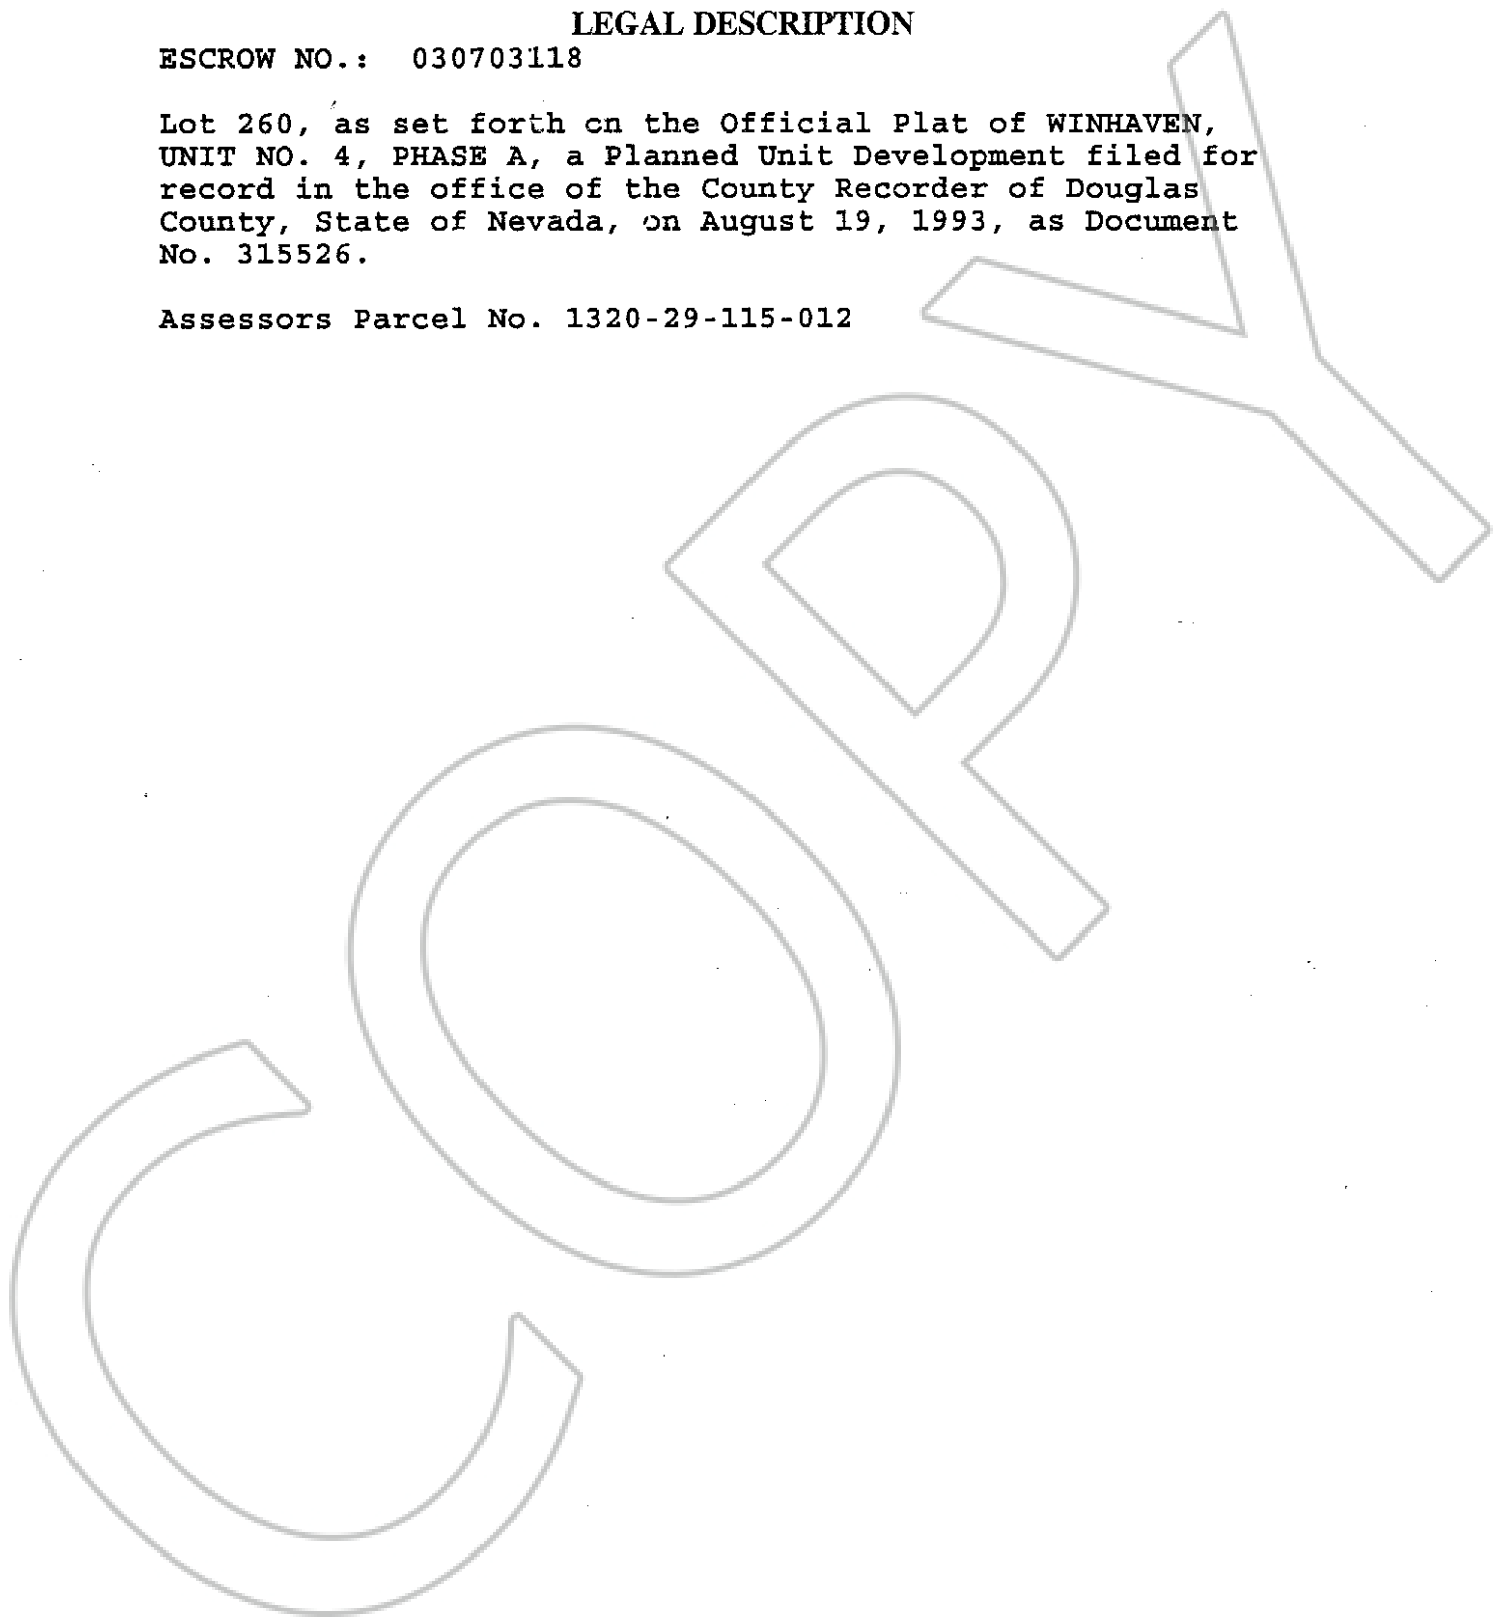 LEGAL DESCRIPTION
ESCROW NO.: 030703118
Lot 260, as set forth on the Official Plat of WINHAVEN,
UNIT NO. 4, PHASE A, a Planned Unit Development filed for
record in the office of the County Recorder of Douglas
County, State of Nevada, on August 19, 1993, as Document
No. 315526.
Assessors Parcel No. 1320-29-115-012
COPY